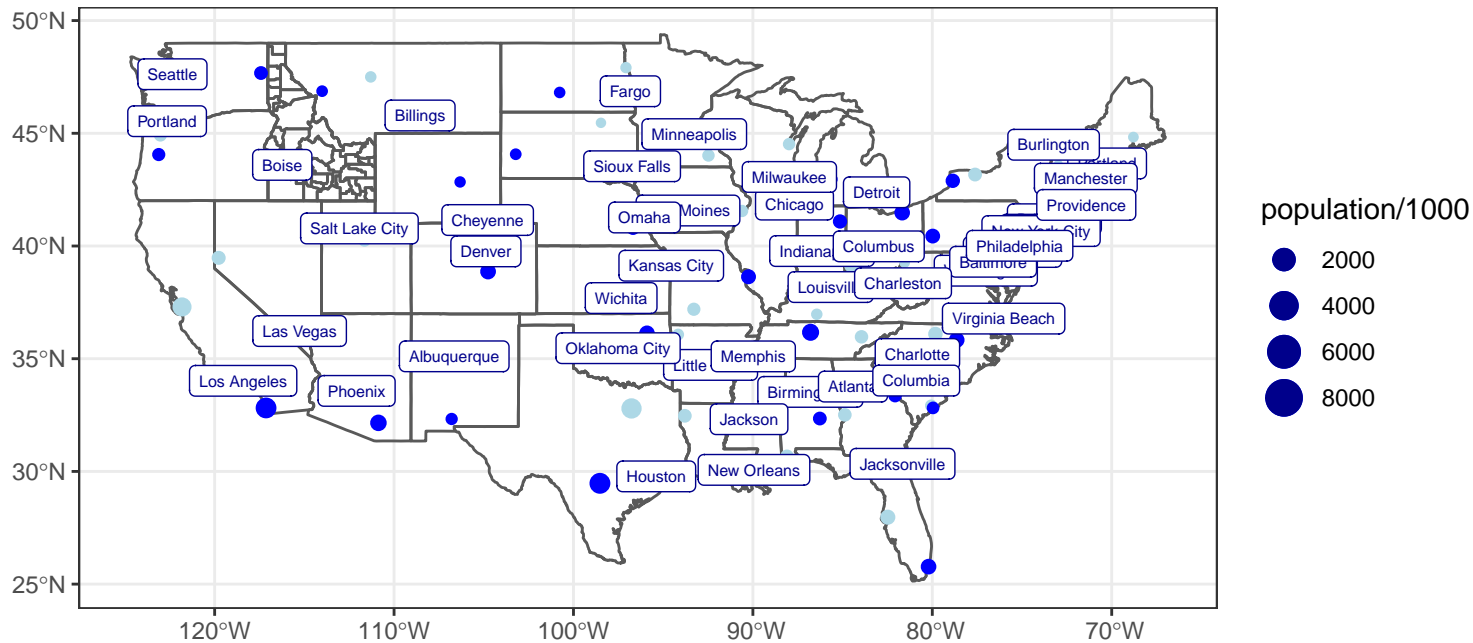 50°N
45°N
40°N
35°N
30°N
25°N
Seattle
Portland
Billings
Fargo
Minneapolis
Burlington
Boise
Sioux Falls
Milwaukee
Detroit
Manchester
Salt Lake City
Cheyenne
Omaha
Moines
Chicago
Providence
Denver
Columbus
New York City
Philadelphia
Kansas City
Indiana
Baltimore
Wichita
Louisvill
Charleston
Las Vegas
Virginia Beach
Oklahoma City
Albuquerque
Memphis
Charlotte
Los Angeles
Phoenix
Little
Birming
Atlanta
Columbia
Jackson
Houston
New Orleans
Jacksonville
120°W
110°W
100°W
90°W
80°W
70°W
population/1000
2000
4000
6000
8000